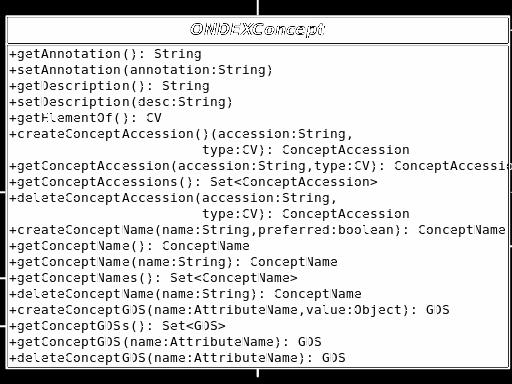 ONDEXConcept
+getAnnotation(): String
+setAnnotation(annotation:String)
+getDescription(): String
+setDescription(desc:String)
+getElementOf(): CV
+createConceptAccession()(accession:String,
type:CV): ConceptAccession
+getConceptAccession(accession:String,type:CV): ConceptAccessio
+getConceptAccessions(): Set<ConceptAccession>
+deleteConceptAccession(accession:String,
type:CV): ConceptAccession
+createConceptName(name:String,preferred:boolean): ConceptName
+getConceptName(): ConceptName
+getConceptName(name:String): ConceptName
+getConceptNames(): Set<ConceptName>
+deleteConceptName(name:String): ConceptName
+createConceptGDS(name:AttributeName,value:Object): GDS
+getConceptGDSs(): Set<GDS>
+getConceptGDS(name:AttributeName): GDS
+deleteConceptGDS(name:AttributeName): GDS